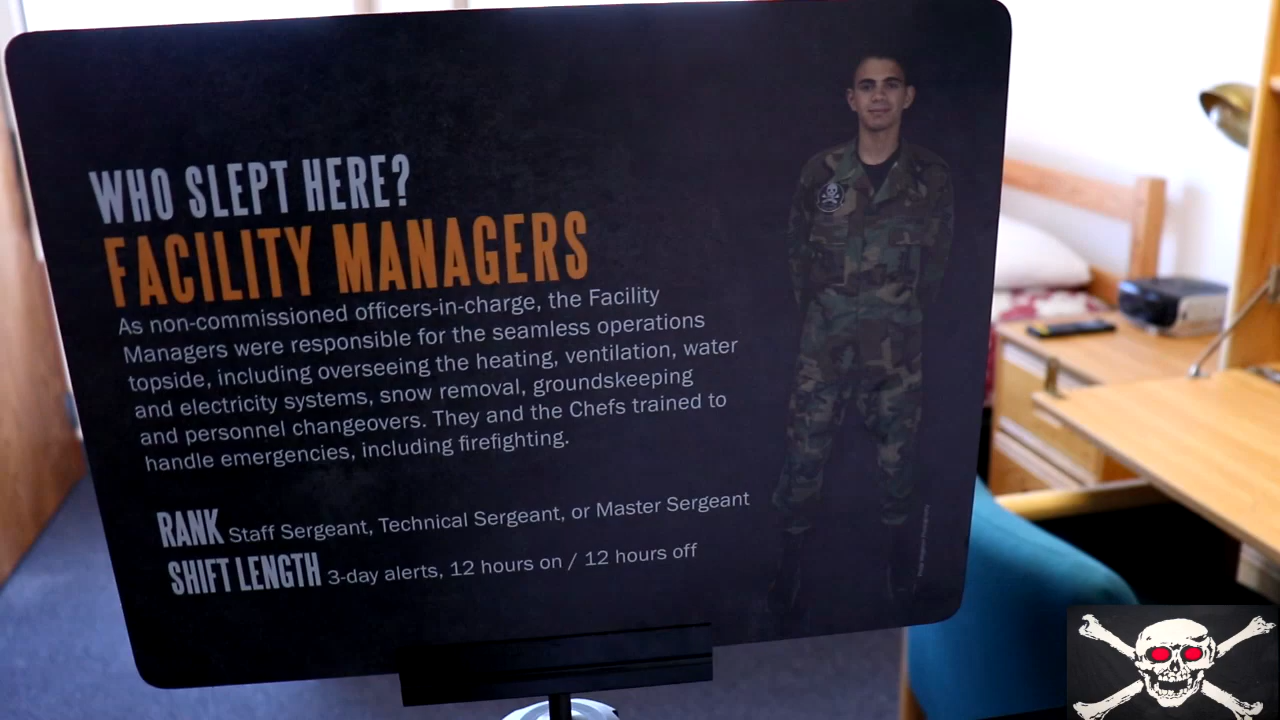 WHO SLEPT HERE?
FACILITY MANAGERS
As non-commissioned officers-in-charge, the Facility
Managers were responsible for the seamless operations
topside, including overseeing the heating, ventilation, water
and electricity systems, snow removal, groundskeeping
and personnel changeovers. They and the Chefs trained to
handle emergencies, including firefighting.
RANK Staff Sergeant, Technical Sergeant, or Master Sergeant
SHIFT LENGTH 3-day alerts, 12 hours on / 12 hours off